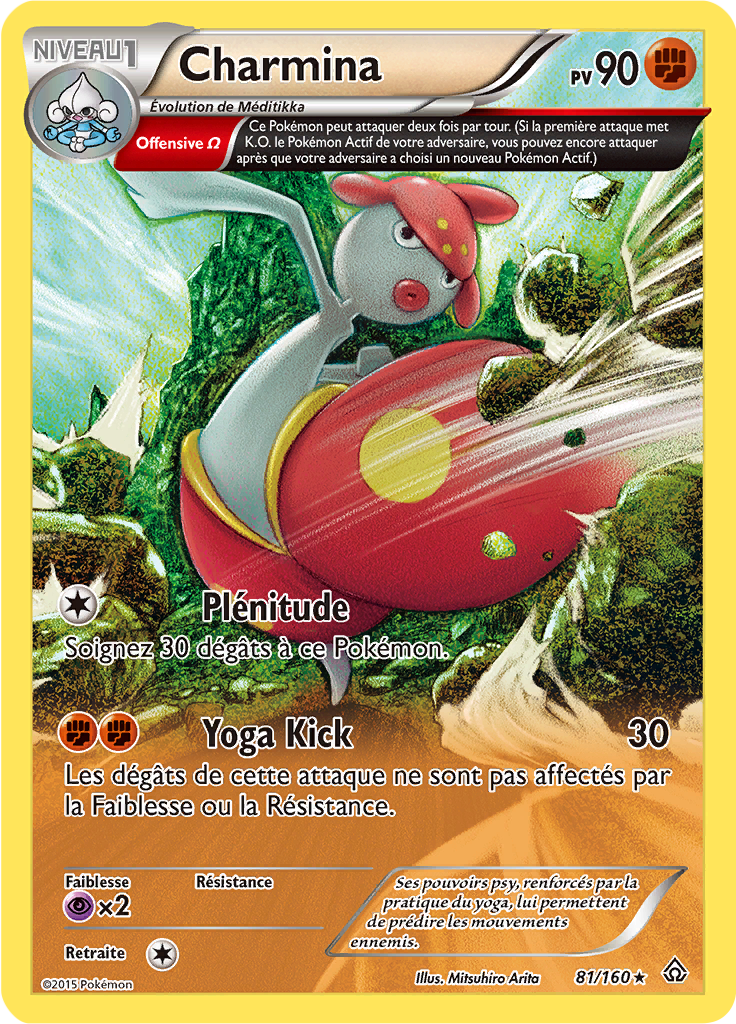 NIVEAU1
Charmina
PV90
Évolution de Méditikka
Offensive Ω
Ce Pokémon peut attaquer deux fois par tour. (Si la première attaque met
K.O. le Pokémon Actif de votre adversaire, vous pouvez encore attaquer
après que votre adversaire a choisi un nouveau Pokémon Actif.)
Plénitude
Soignez 30 dégâts à ce Pokémon.
Yoga Kick 30
Les dégâts de cette attaque ne sont pas affectés par
la Faiblesse ou la Résistance.
Faiblesse Résistance
×2
Retraite
Ses pouvoirs psy, renforcés par la
pratique du yoga, lui permettent
de prédire les mouvements
ennemis.
©2015 Pokémon
Illus. Mitsuhiro Arita
81/160★